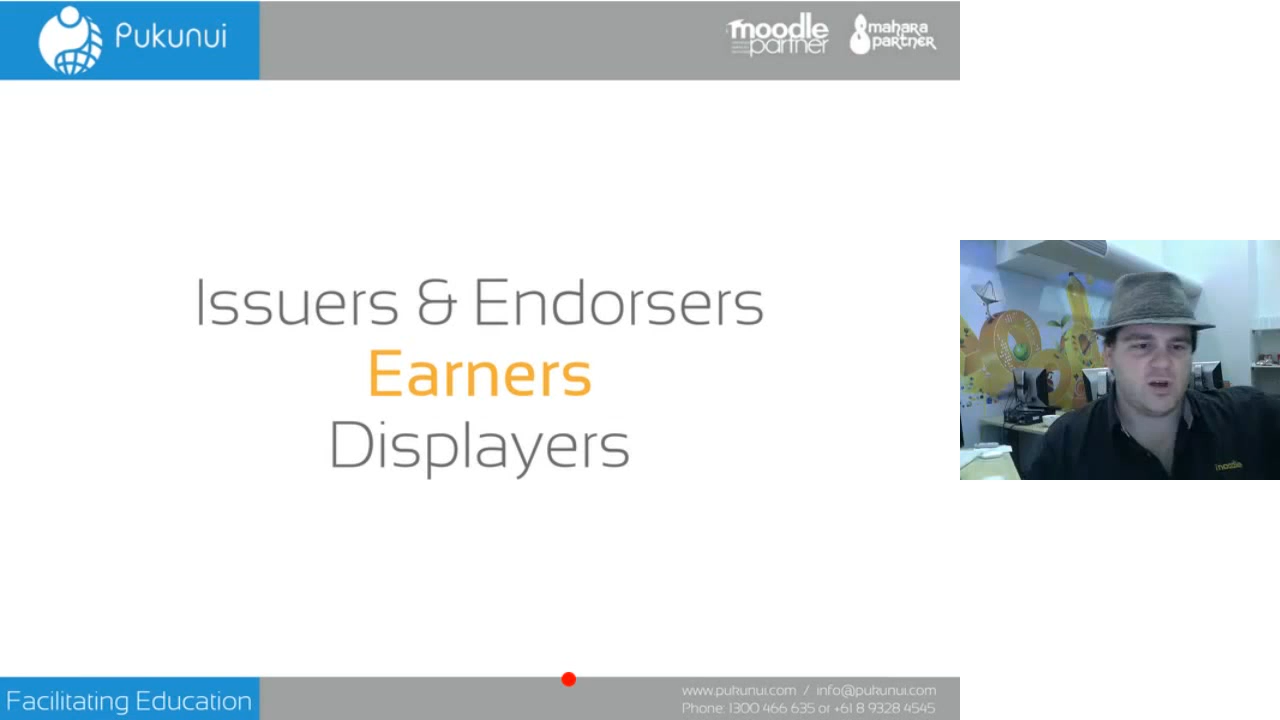 Pukunui
moodle
partner
mahara
partner
Issuers & Endorsers
Earners
Displayers
moodle
Facilitating Education
www.pukunui.com / info@pukunui.com
Phone: 1300 466 635 or +61 8 9328 4545